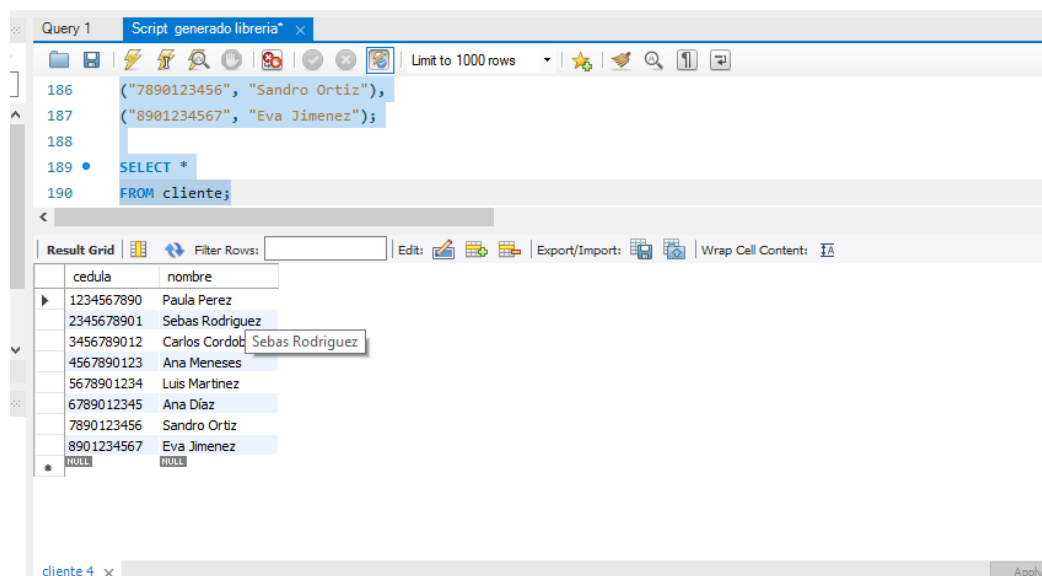 Query 1 Script generado libreria*
Limit to 1000 rows
186 ("7890123456", "Sandro Ortiz"),
187 ("8901234567", "Eva Jimenez");
188
189 SELECT *
190 FROM cliente;
Result Grid Filter Rows: Edit: Export/Import: Wrap Cell Content:
cedula nombre
1234567890 Paula Perez
2345678901 Sebas Rodriguez
3456789012 Carlos Cordob Sebas Rodriguez
4567890123 Ana Meneses
5678901234 Luis Martinez
6789012345 Ana Díaz
7890123456 Sandro Ortiz
8901234567 Eva Jimenez
NULL NULL
cliente 4 Apply